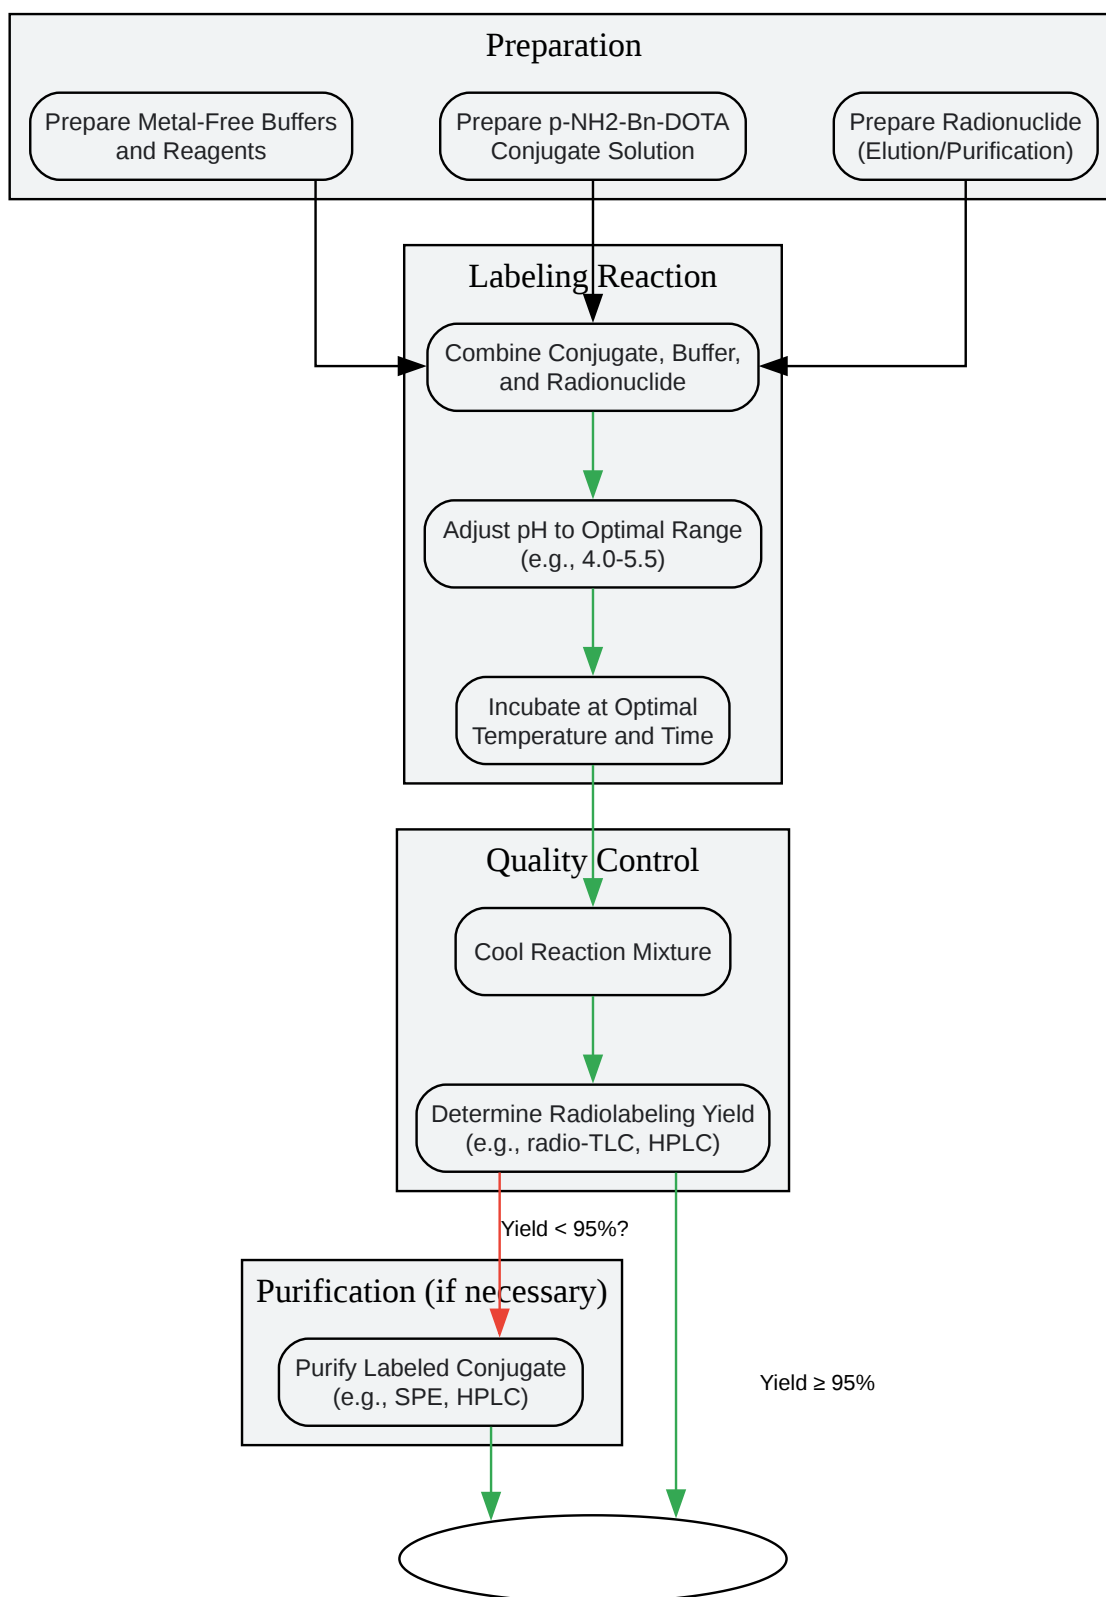 Preparation
Prepare Metal-Free Buffers
and Reagents
Prepare p-NH2-Bn-DOTA
Conjugate Solution
Prepare Radionuclide
(Elution/Purification)
Labeling Reaction
Combine Conjugate, Buffer,
and Radionuclide
Adjust pH to Optimal Range
(e.g., 4.0-5.5)
Incubate at Optimal
Temperature and Time
Quality Control
Cool Reaction Mixture
Determine Radiolabeling Yield
(e.g., radio-TLC, HPLC)
Yield < 95%?
Purification (if necessary)
Purify Labeled Conjugate
(e.g., SPE, HPLC)
Yield ≥ 95%